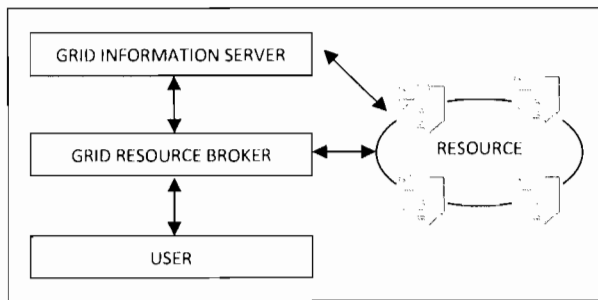 GRID INFORMATION SERVER
GRID RESOURCE BROKER
RESOURCE
USER